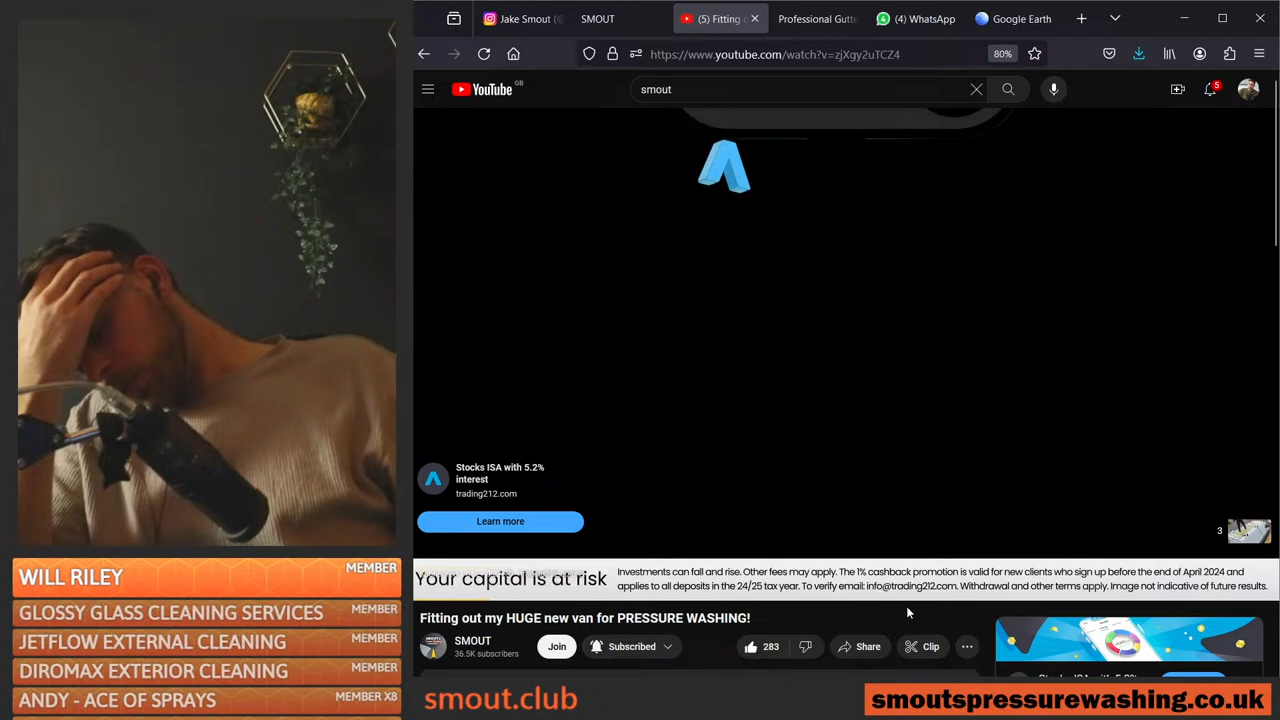 Jake Smout
SMOUT
(5) Fitting
Professional Gutte
(4) WhatsApp
Google Earth
https://www.youtube.com/watch?v=zjXgy2uTCZ4
80%
YouTube GB
smout
5
Stocks ISA with 5.2%
interest
trading212.com
Learn more
3
Your capital is at risk
Investments can fall and rise. Other fees may apply. The 1% cashback promotion is valid for new clients who sign up before the end of April 2024 and
applies to all deposits in the 24/25 tax year. To verify email: info@trading212.com. Withdrawal and other terms apply. Image not indicative of future results.
Fitting out my HUGE new van for PRESSURE WASHING!
SMOUT
36.5K subscribers
Join
Subscribed
283
Share
Clip
WILL RILEY MEMBER
GLOSSY GLASS CLEANING SERVICES MEMBER
JETFLOW EXTERNAL CLEANING MEMBER
DIROMAX EXTERIOR CLEANING MEMBER
ANDY - ACE OF SPRAYS MEMBER X8
smout.club
smoutspressurewashing.co.uk